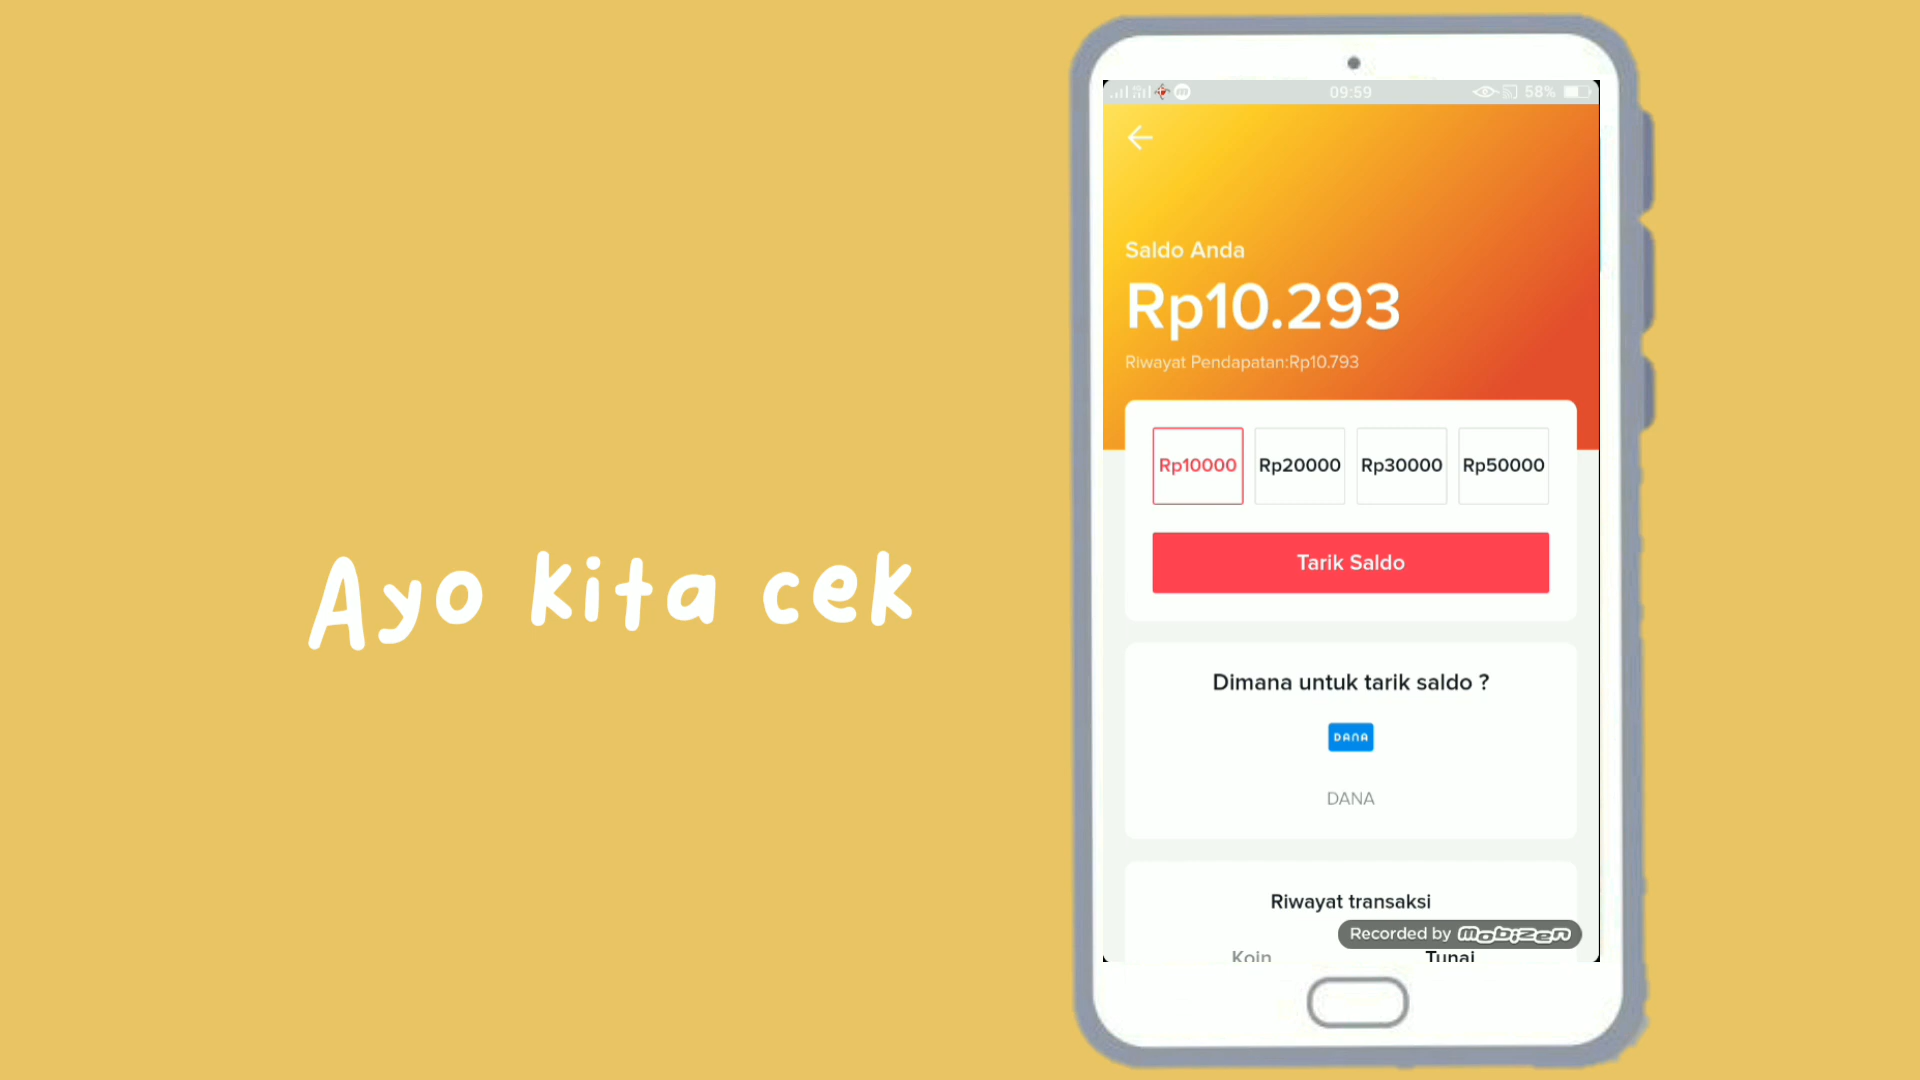 Ayo kita cek
09:59
58%
Saldo Anda
Rp10.293
Riwayat Pendapatan:Rp10.793
Rp10000 Rp20000 Rp30000 Rp50000
Tarik Saldo
Dimana untuk tarik saldo ?
DANA
DANA
Riwayat transaksi
Recorded by mobizen
Koin Tunai